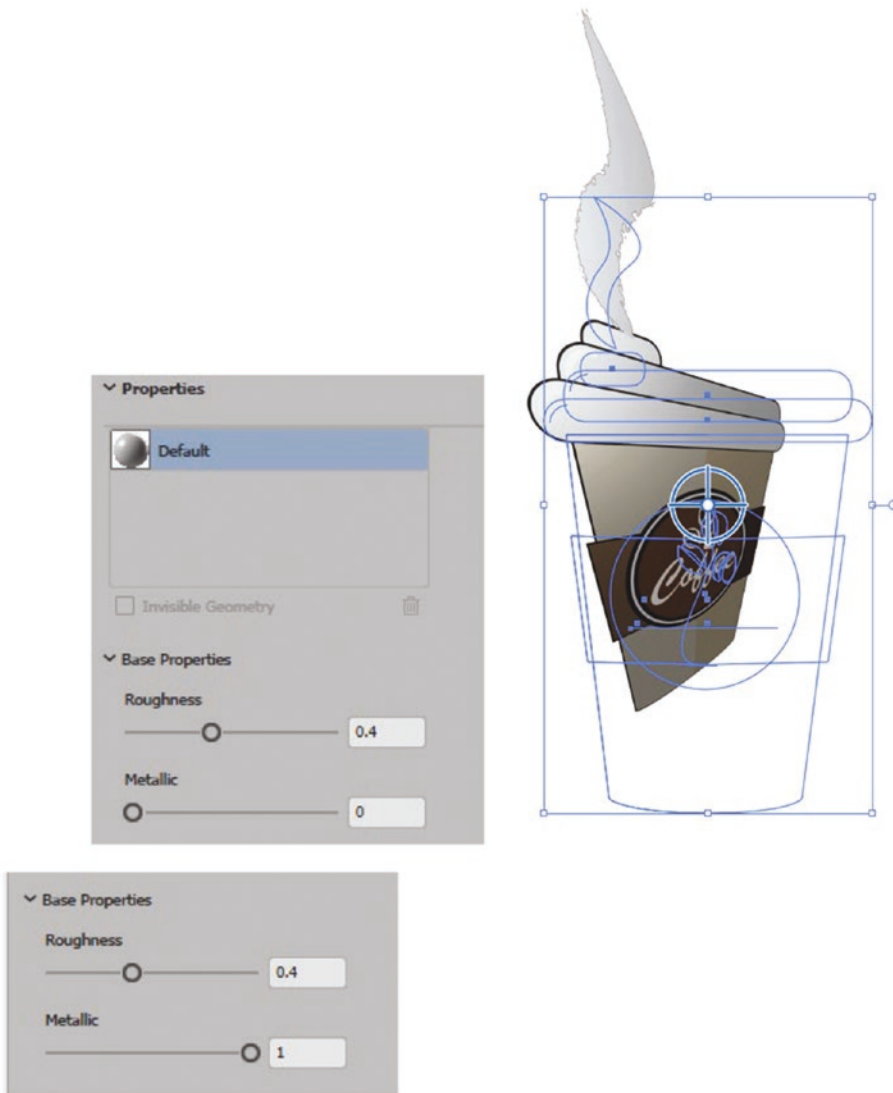 Properties
Default
Invisible Geometry
Base Properties
Roughness
0.4
Metallic
0
Coffee
Base Properties
Roughness
0.4
Metallic
1